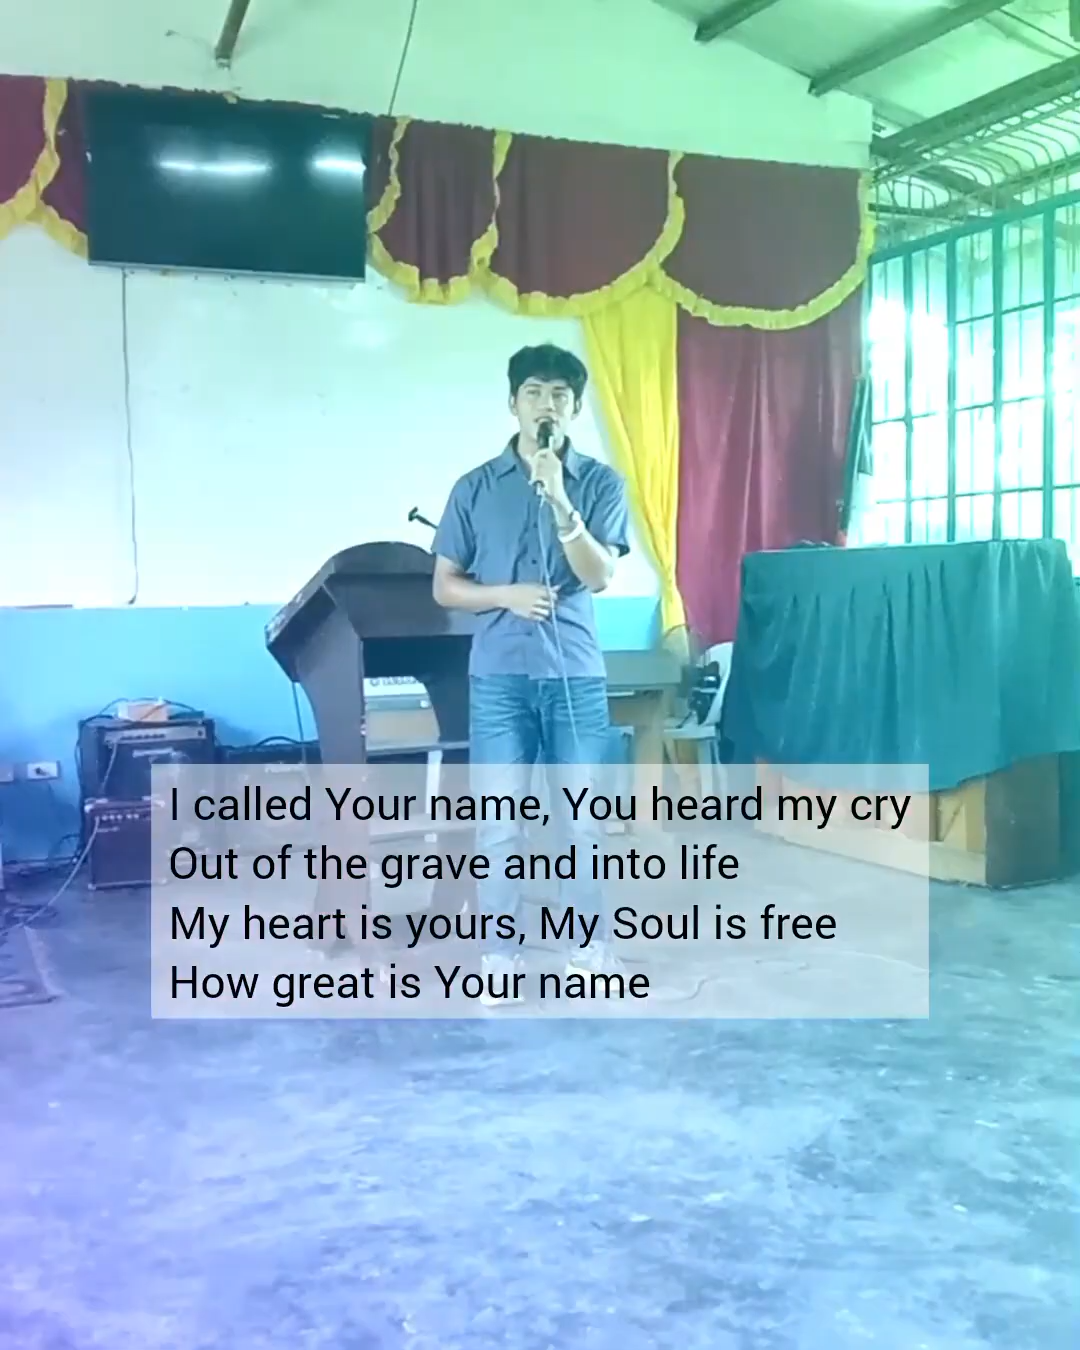 I called Your name, You heard my cry
Out of the grave and into life
My heart is yours, My Soul is free
How great is Your name